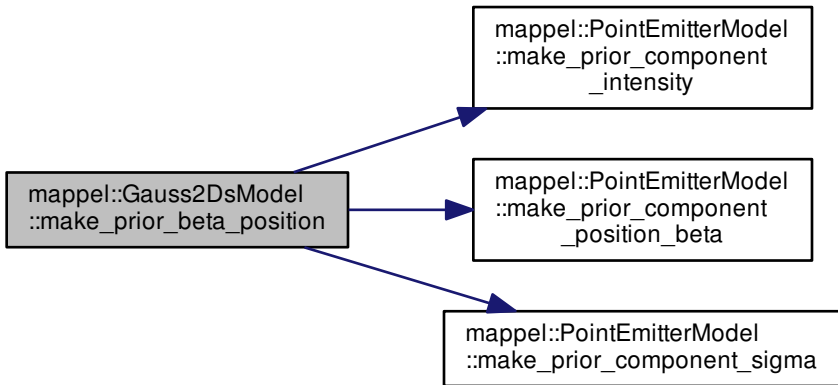 mappel::PointEmitterModel
::make_prior_component
_intensity
mappel::Gauss2DsModel
::make_prior_beta_position
mappel::PointEmitterModel
::make_prior_component
_position_beta
mappel::PointEmitterModel
::make_prior_component_sigma